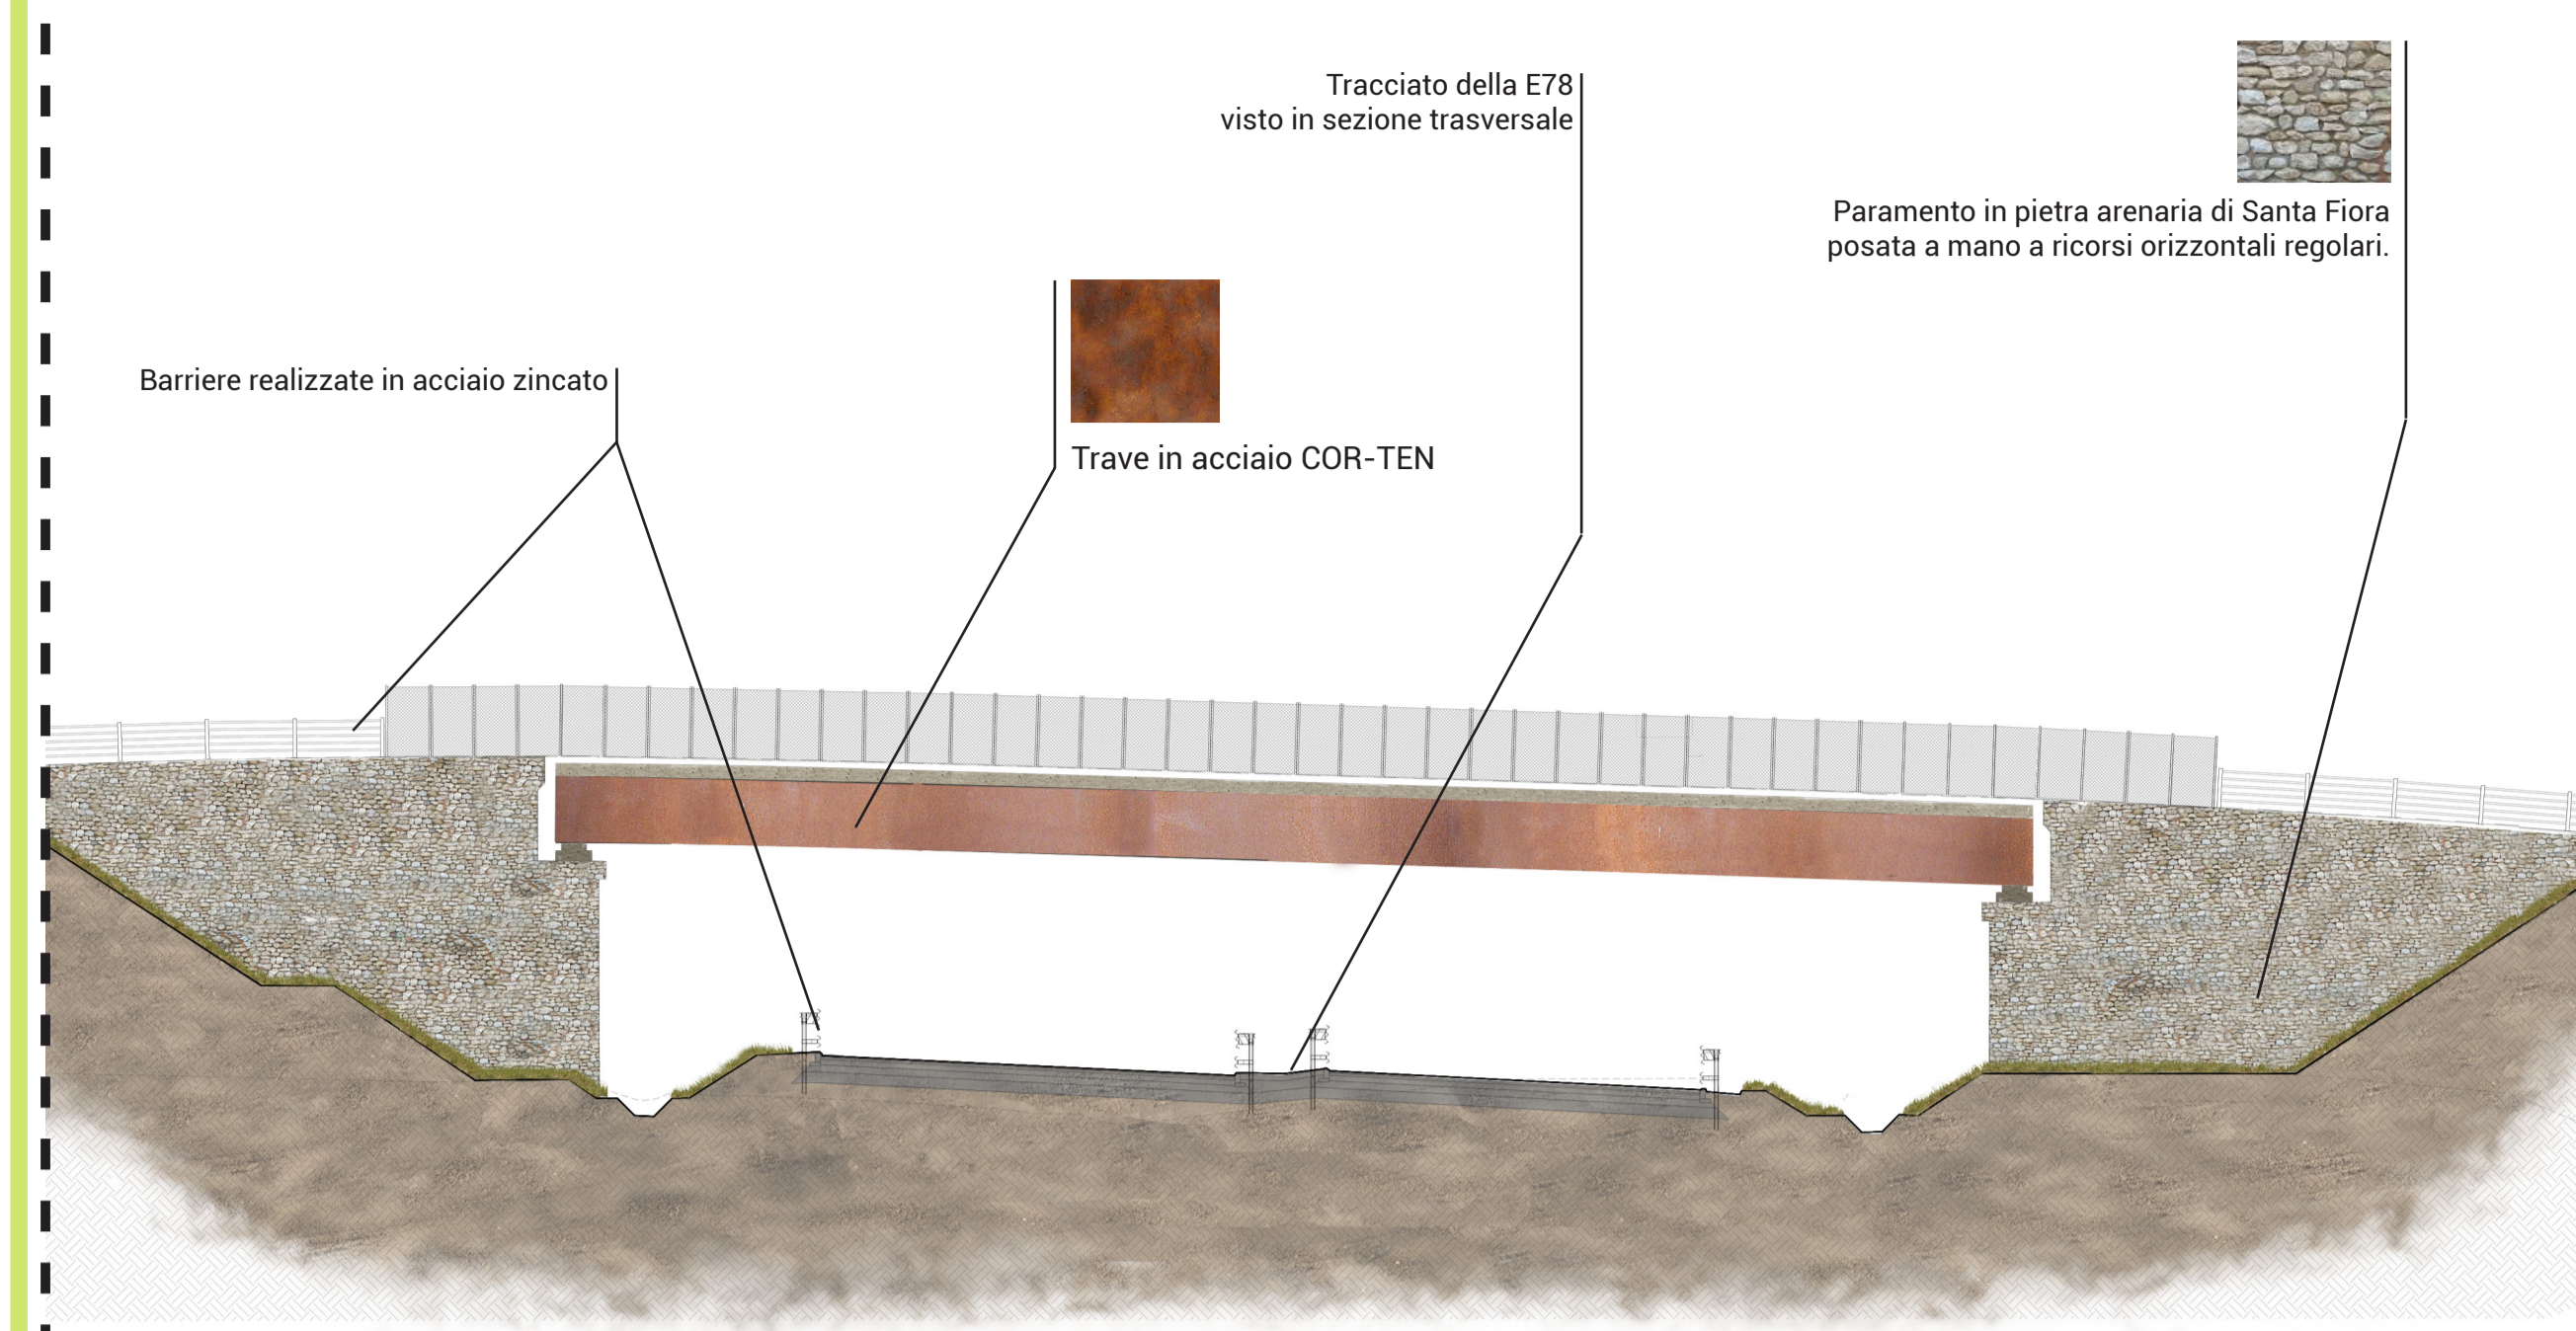 Tracciato della E78
visto in sezione trasversale
Paramento in pietra arenaria di Santa Fiora
posata a mano a ricorsi orizzontali regolari.
Barriere realizzate in acciaio zincato
Trave in acciaio COR-TEN